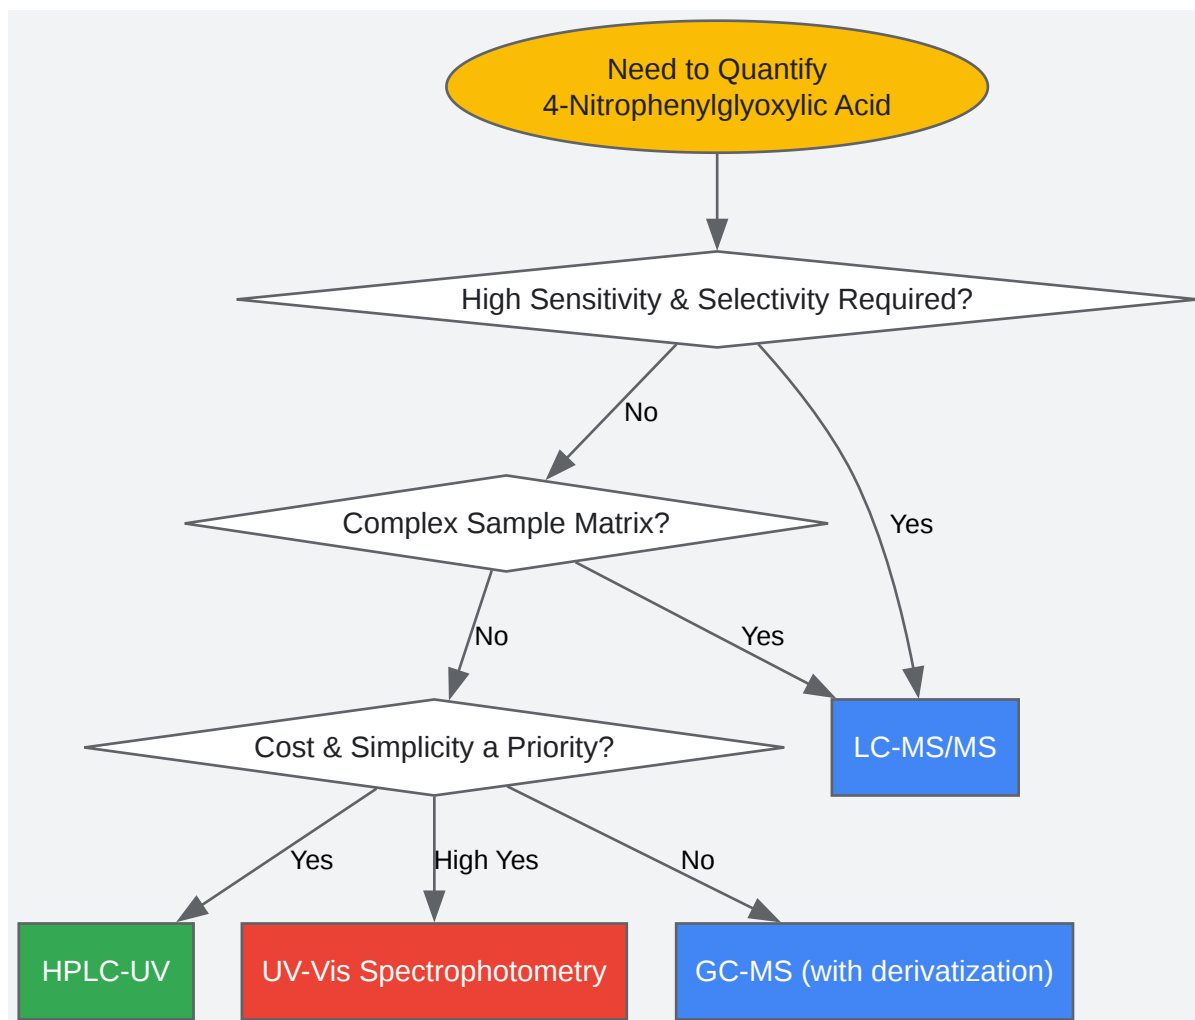 Need to Quantify
4-Nitrophenylglyoxylic Acid
High Sensitivity & Selectivity Required?
No
Complex Sample Matrix?
Yes
No
Yes
Cost & Simplicity a Priority?
LC-MS/MS
Yes
High Yes
No
HPLC-UV
UV-Vis Spectrophotometry
GC-MS (with derivatization)